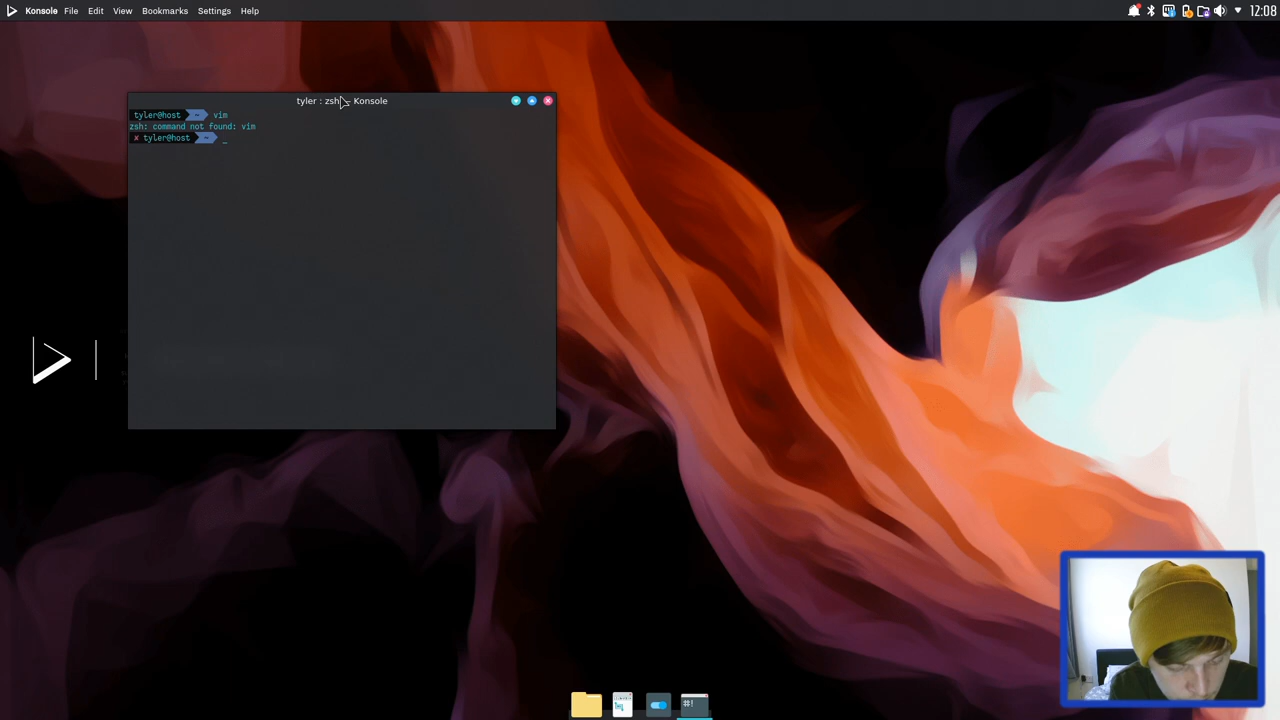 Konsole File Edit View Bookmarks Settings Help 12:08
tyler : zsh — Konsole
tyler@host ~ vim
zsh: command not found: vim
✘ tyler@host ~ _
#!